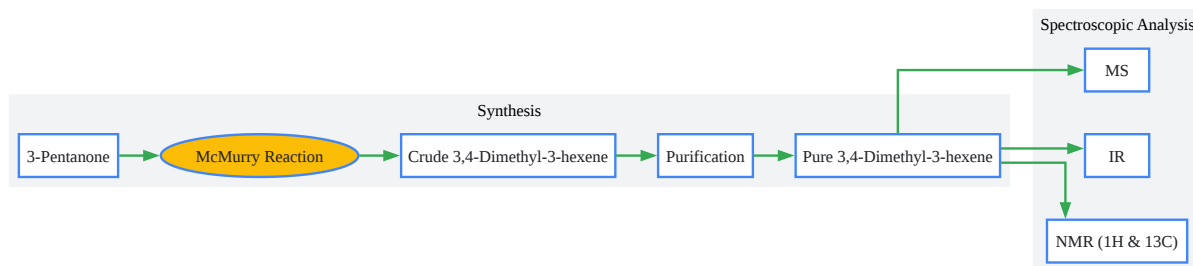 Spectroscopic Analysis
MS
Synthesis
3-Pentanone
McMurry Reaction
Crude 3,4-Dimethyl-3-hexene
Purification
Pure 3,4-Dimethyl-3-hexene
IR
NMR (1H & 13C)